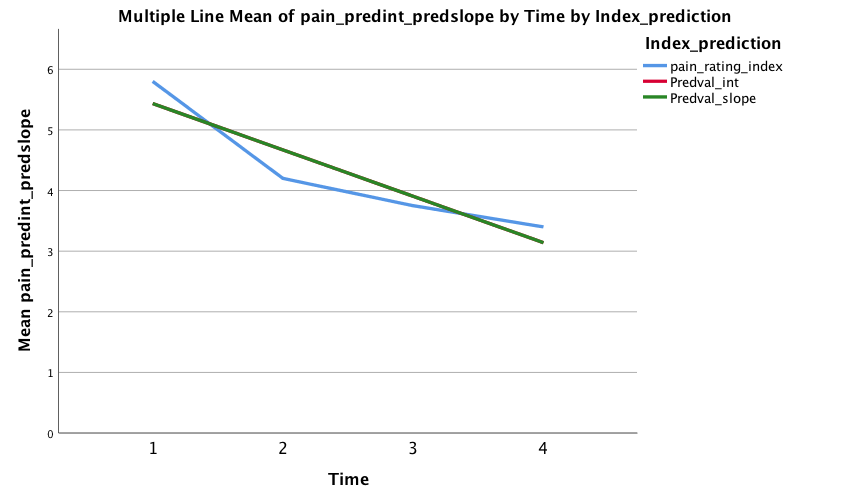 Multiple Line Mean of pain_predint_predslope by Time by Index_prediction
Index_prediction
pain_rating_index
Predval_int
Predval_slope
Mean pain_predint_predslope
6
5
4
3
2
1
0
1 2 3 4
Time